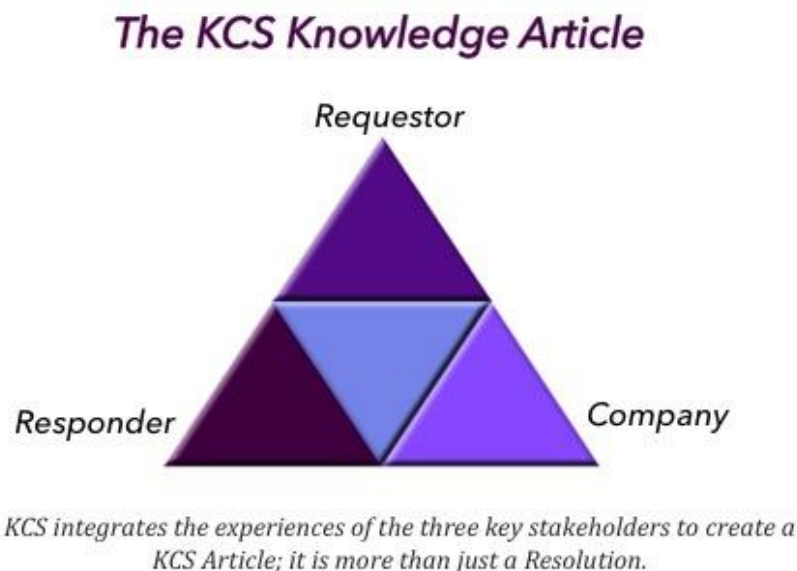 The KCS Knowledge Article
Requestor
Responder
Company
KCS integrates the experiences of the three key stakeholders to create a
KCS Article; it is more than just a Resolution.